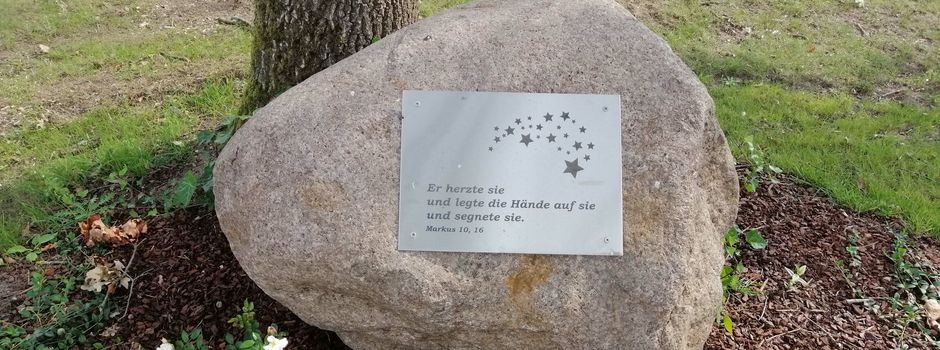 Er herzte sie
und legte die Hände auf sie
und segnete sie.
Markus 10, 16